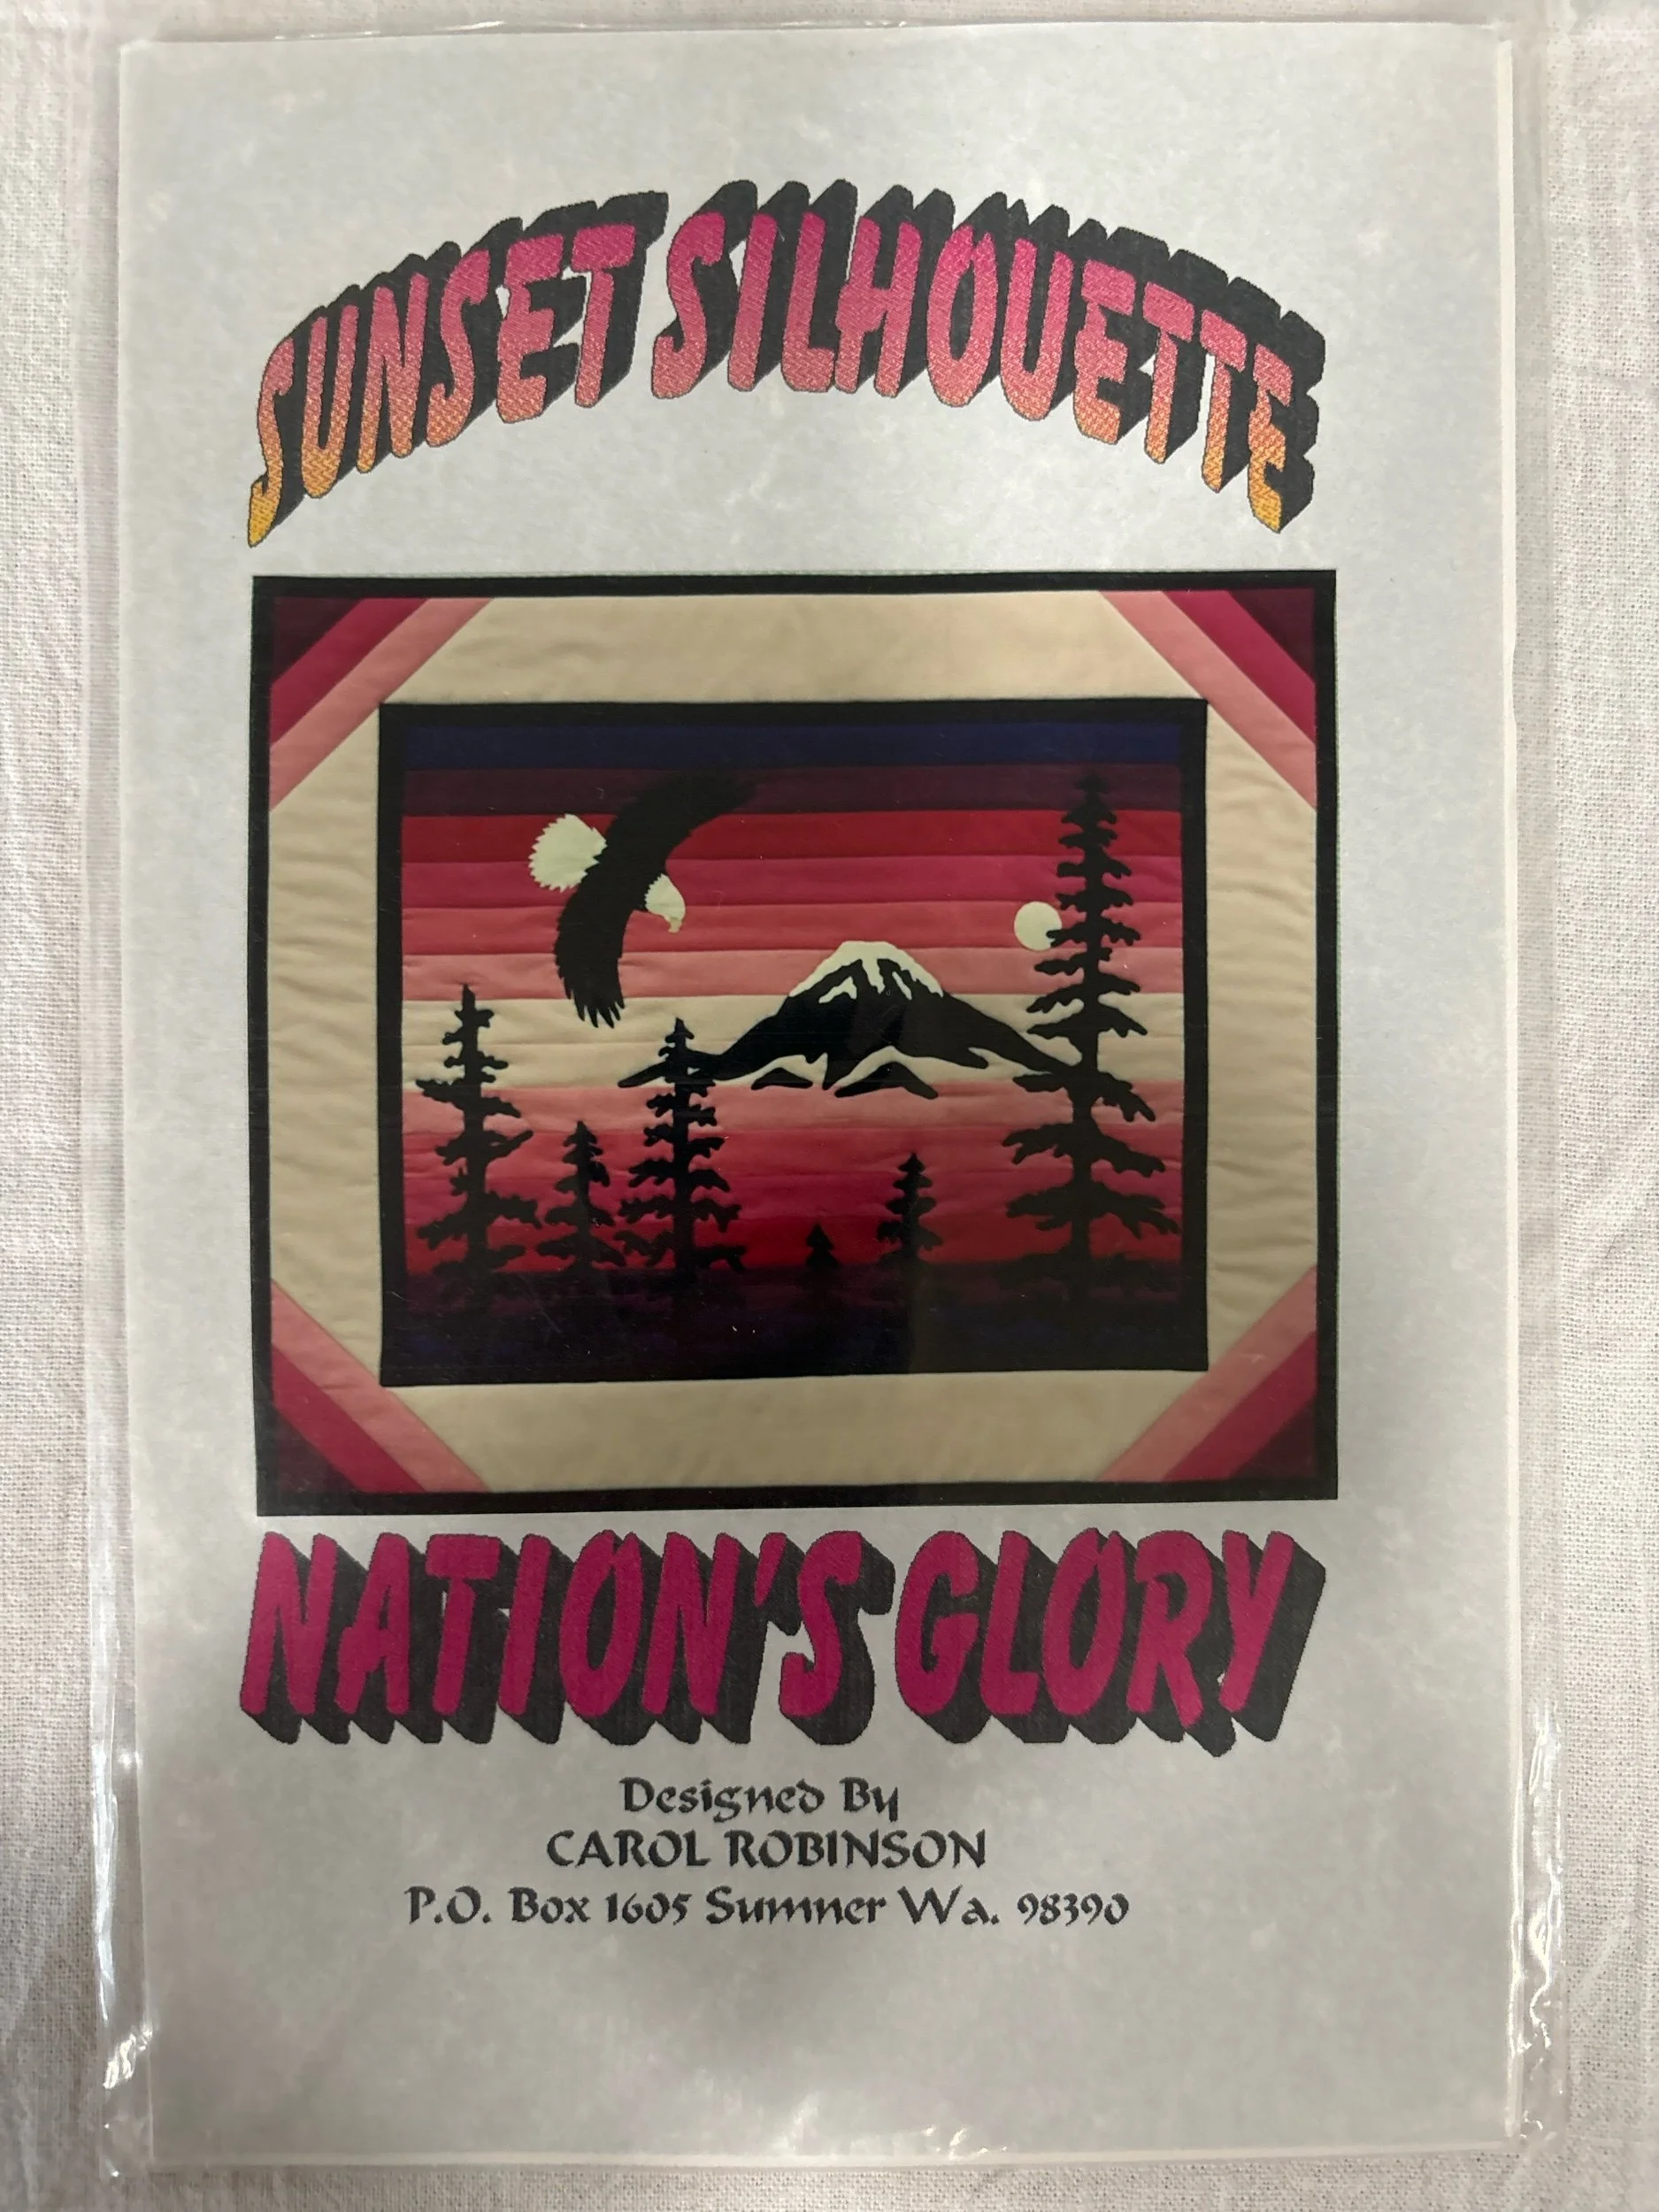 SUNSET SILHOUETTE
NATION'S GLORY
Designed By
CAROL ROBINSON
P.O. Box 1605 Sumner Wa. 98390